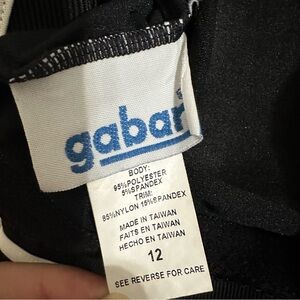 gabar
BODY:
95%POLYESTER
5%SPANDEX
TRIM:
85%NYLON 15%SPANDEX
MADE IN TAIWAN
FAITS EN TAIWAN
HECHO EN TAIWAN
12
SEE REVERSE FOR CARE